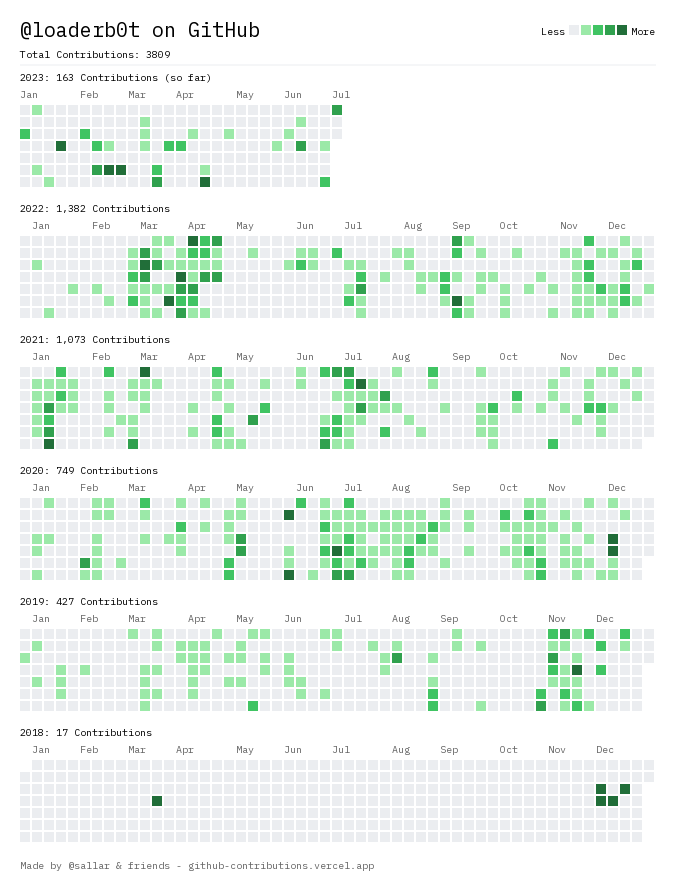 @loaderb0t on GitHub
Less More
Total Contributions: 3809
2023: 163 Contributions (so far)
Jan Feb Mar Apr May Jun Jul
2022: 1,382 Contributions
Jan Feb Mar Apr May Jun Jul Aug Sep Oct Nov Dec
2021: 1,073 Contributions
Jan Feb Mar Apr May Jun Jul Aug Sep Oct Nov Dec
2020: 749 Contributions
Jan Feb Mar Apr May Jun Jul Aug Sep Oct Nov Dec
2019: 427 Contributions
Jan Feb Mar Apr May Jun Jul Aug Sep Oct Nov Dec
2018: 17 Contributions
Jan Feb Mar Apr May Jun Jul Aug Sep Oct Nov Dec
Made by @sallar & friends - github-contributions.vercel.app